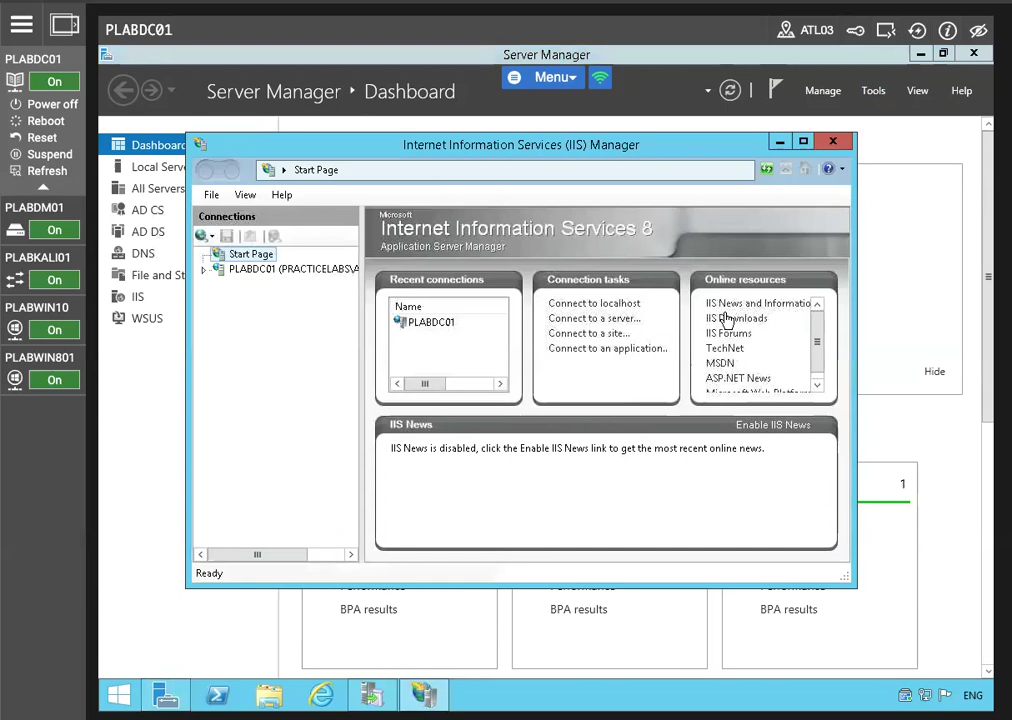 PLABDC01
ATL03
PLABDC01
On
Power off
Reboot
Reset
Suspend
Refresh
PLABDM01
On
PLABKALI01
On
PLABWIN10
On
PLABWIN801
On
Server Manager
Menu
Server Manager Dashboard
Manage Tools View Help
Dashboard
Local Serv
All Servers
AD CS
AD DS
DNS
File and St
IIS
WSUS
Internet Information Services (IIS) Manager
Start Page
File View Help
Connections
Start Page
PLABDC01 (PRACTICELABS\A
Microsoft
Internet Information Services 8
Application Server Manager
Recent connections
Name
PLABDC01
Connection tasks
Connect to localhost
Connect to a server...
Connect to a site...
Connect to an application...
Online resources
IIS News and Informatio
IIS Downloads
IIS Forums
TechNet
MSDN
ASP.NET News
Microsoft Web Platform
IIS News
Enable IIS News
IIS News is disabled, click the Enable IIS News link to get the most recent online news.
Ready
Hide
1
BPA results
BPA results
BPA results
ENG